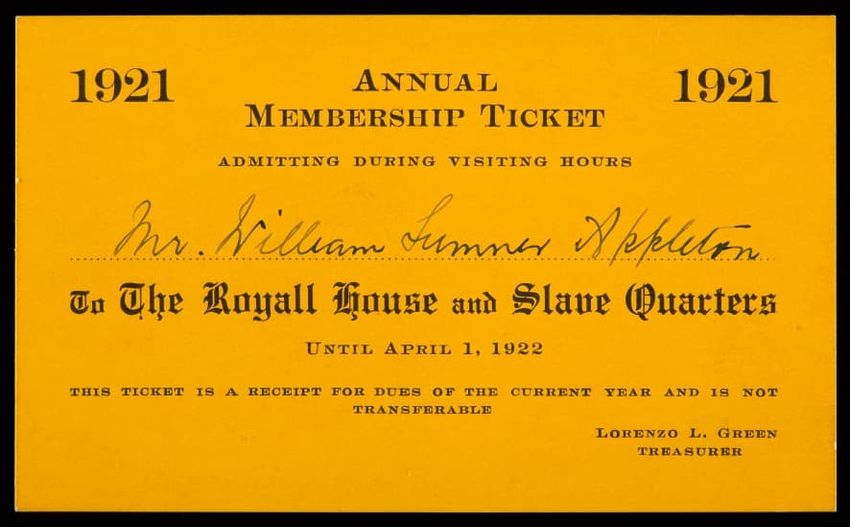 1921 ANNUAL 1921
MEMBERSHIP TICKET
ADMITTING DURING VISITING HOURS
Mr. William Sumner Appleton
To The Royall House and Slave Quarters
UNTIL APRIL 1, 1922
THIS TICKET IS A RECEIPT FOR DUES OF THE CURRENT YEAR AND IS NOT
TRANSFERABLE
LORENZO L. GREEN
TREASURER